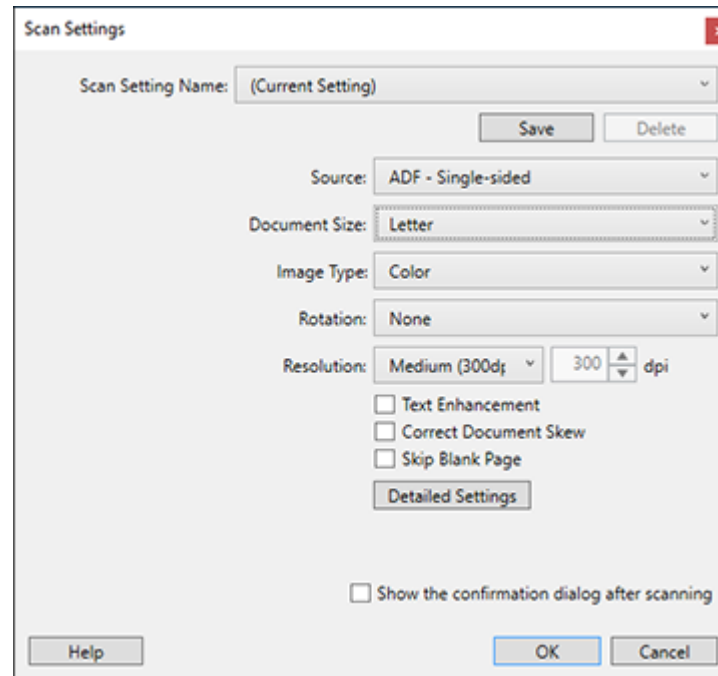 Scan Settings
Scan Setting Name: (Current Setting)
Save Delete
Source: ADF - Single-sided
Document Size: Letter
Image Type: Color
Rotation: None
Resolution: Medium (300dp 300 dpi
Text Enhancement
Correct Document Skew
Skip Blank Page
Detailed Settings
Show the confirmation dialog after scanning
Help OK Cancel